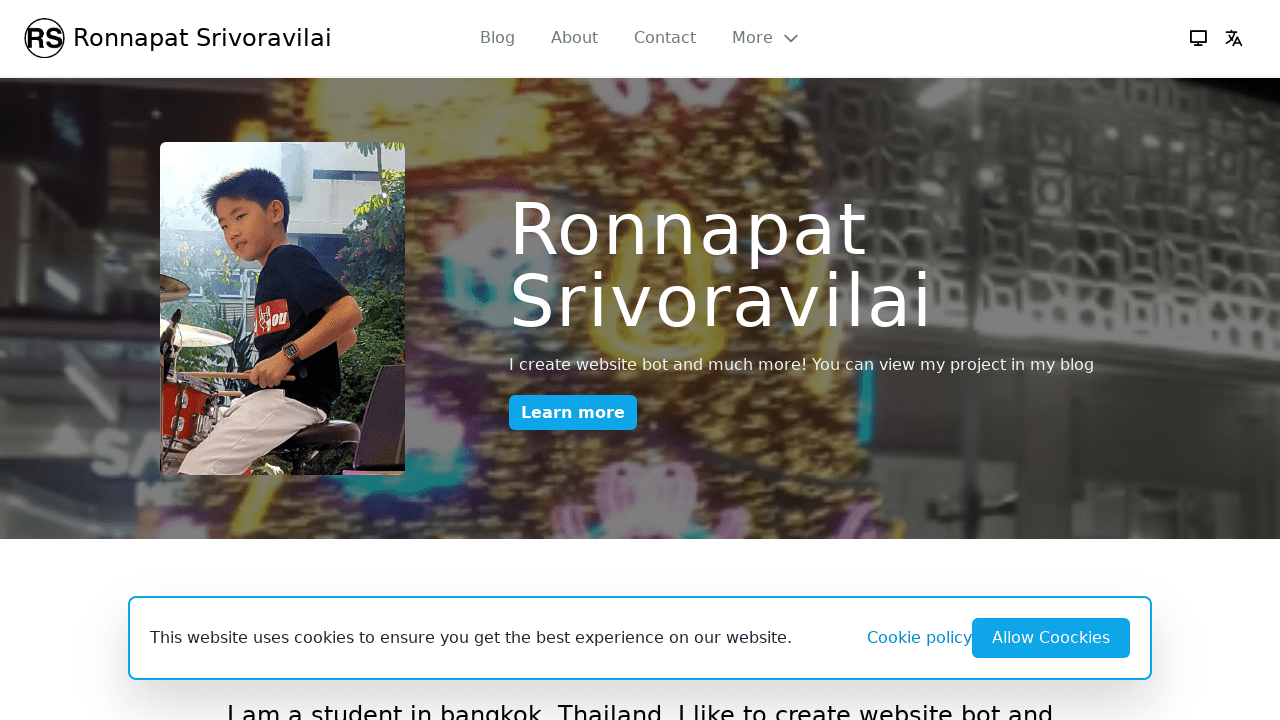 RS Ronnapat Srivoravilai
Blog About Contact More
Ronnapat
Srivoravilai
I create website bot and much more! You can view my project in my blog
Learn more
This website uses cookies to ensure you get the best experience on our website. Cookie policy Allow Coockies
I am a student in bangkok, Thailand. I like to create website bot and